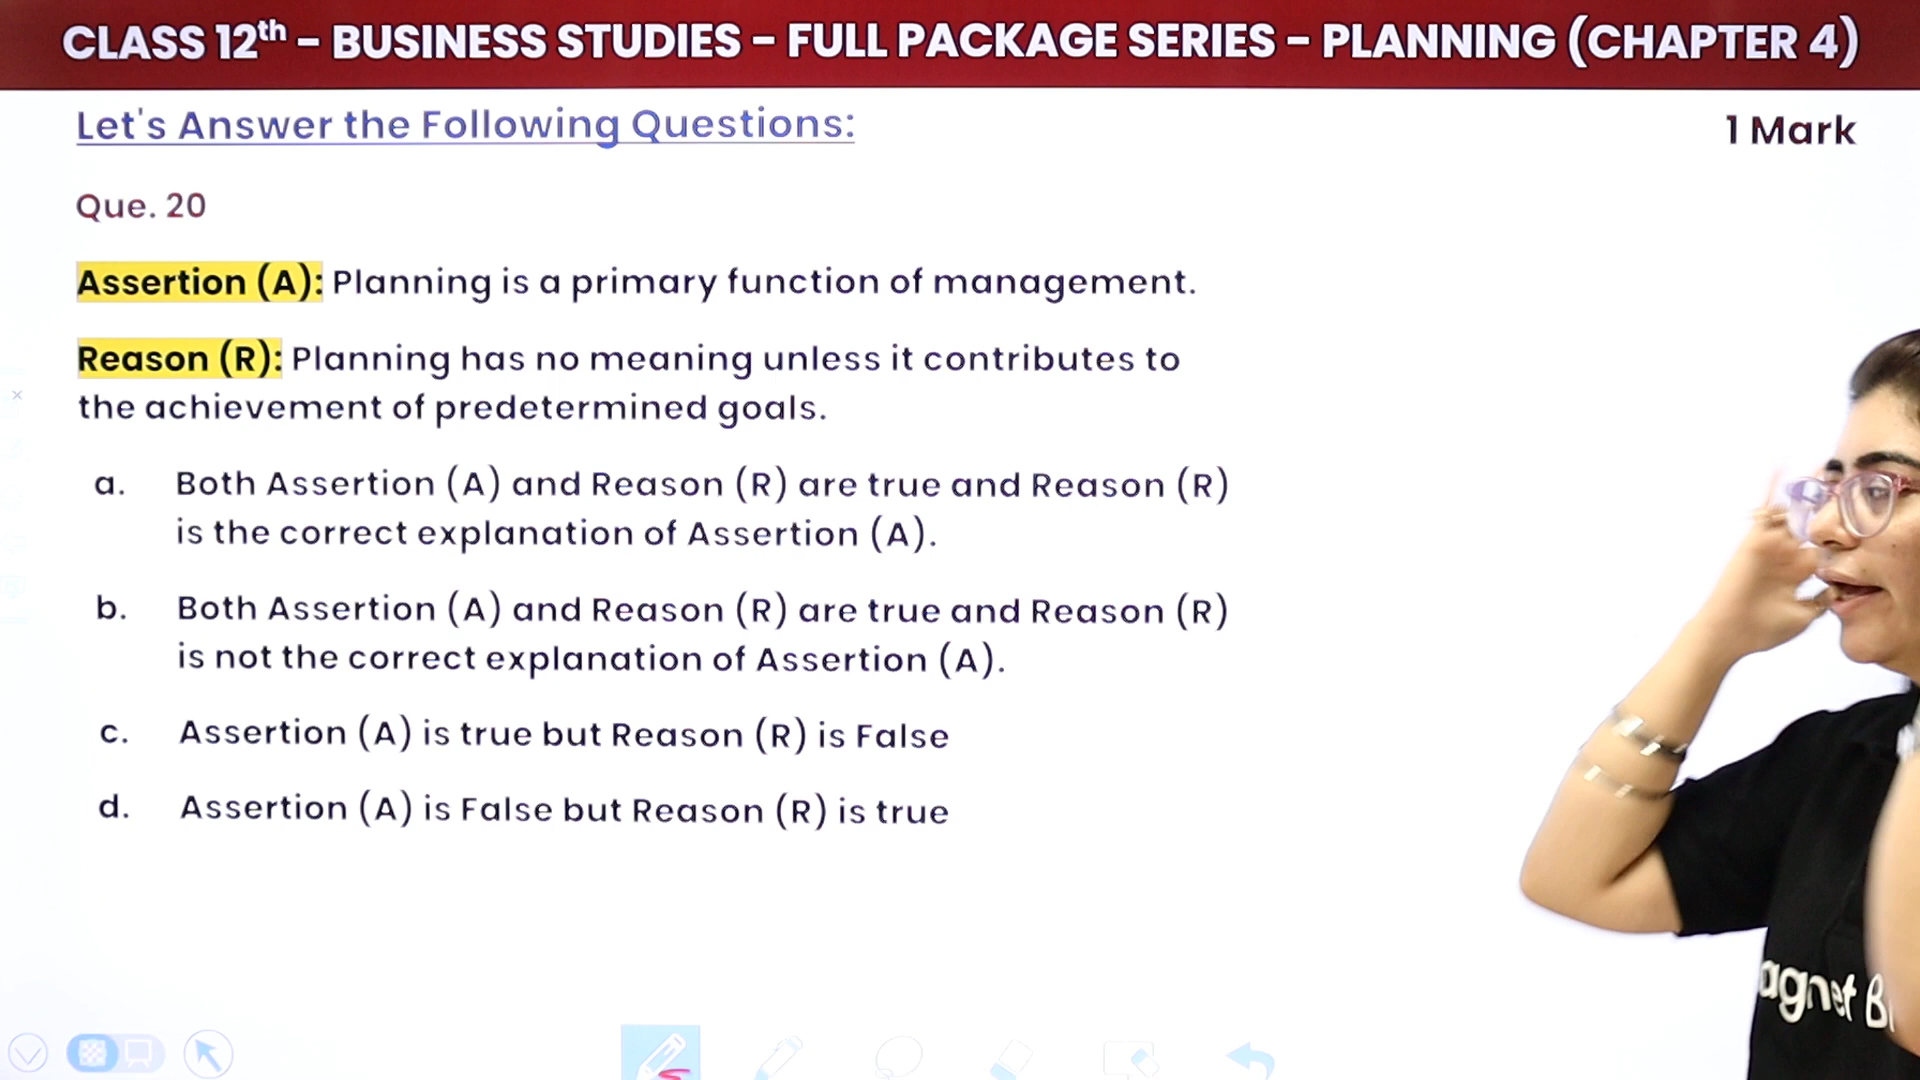 CLASS 12th – BUSINESS STUDIES – FULL PACKAGE SERIES – PLANNING (CHAPTER 4)
Let's Answer the Following Questions:
1 Mark
Que. 20
Assertion (A): Planning is a primary function of management.
Reason (R): Planning has no meaning unless it contributes to
the achievement of predetermined goals.
a. Both Assertion (A) and Reason (R) are true and Reason (R)
is the correct explanation of Assertion (A).
b. Both Assertion (A) and Reason (R) are true and Reason (R)
is not the correct explanation of Assertion (A).
c. Assertion (A) is true but Reason (R) is False
d. Assertion (A) is False but Reason (R) is true
agnet B